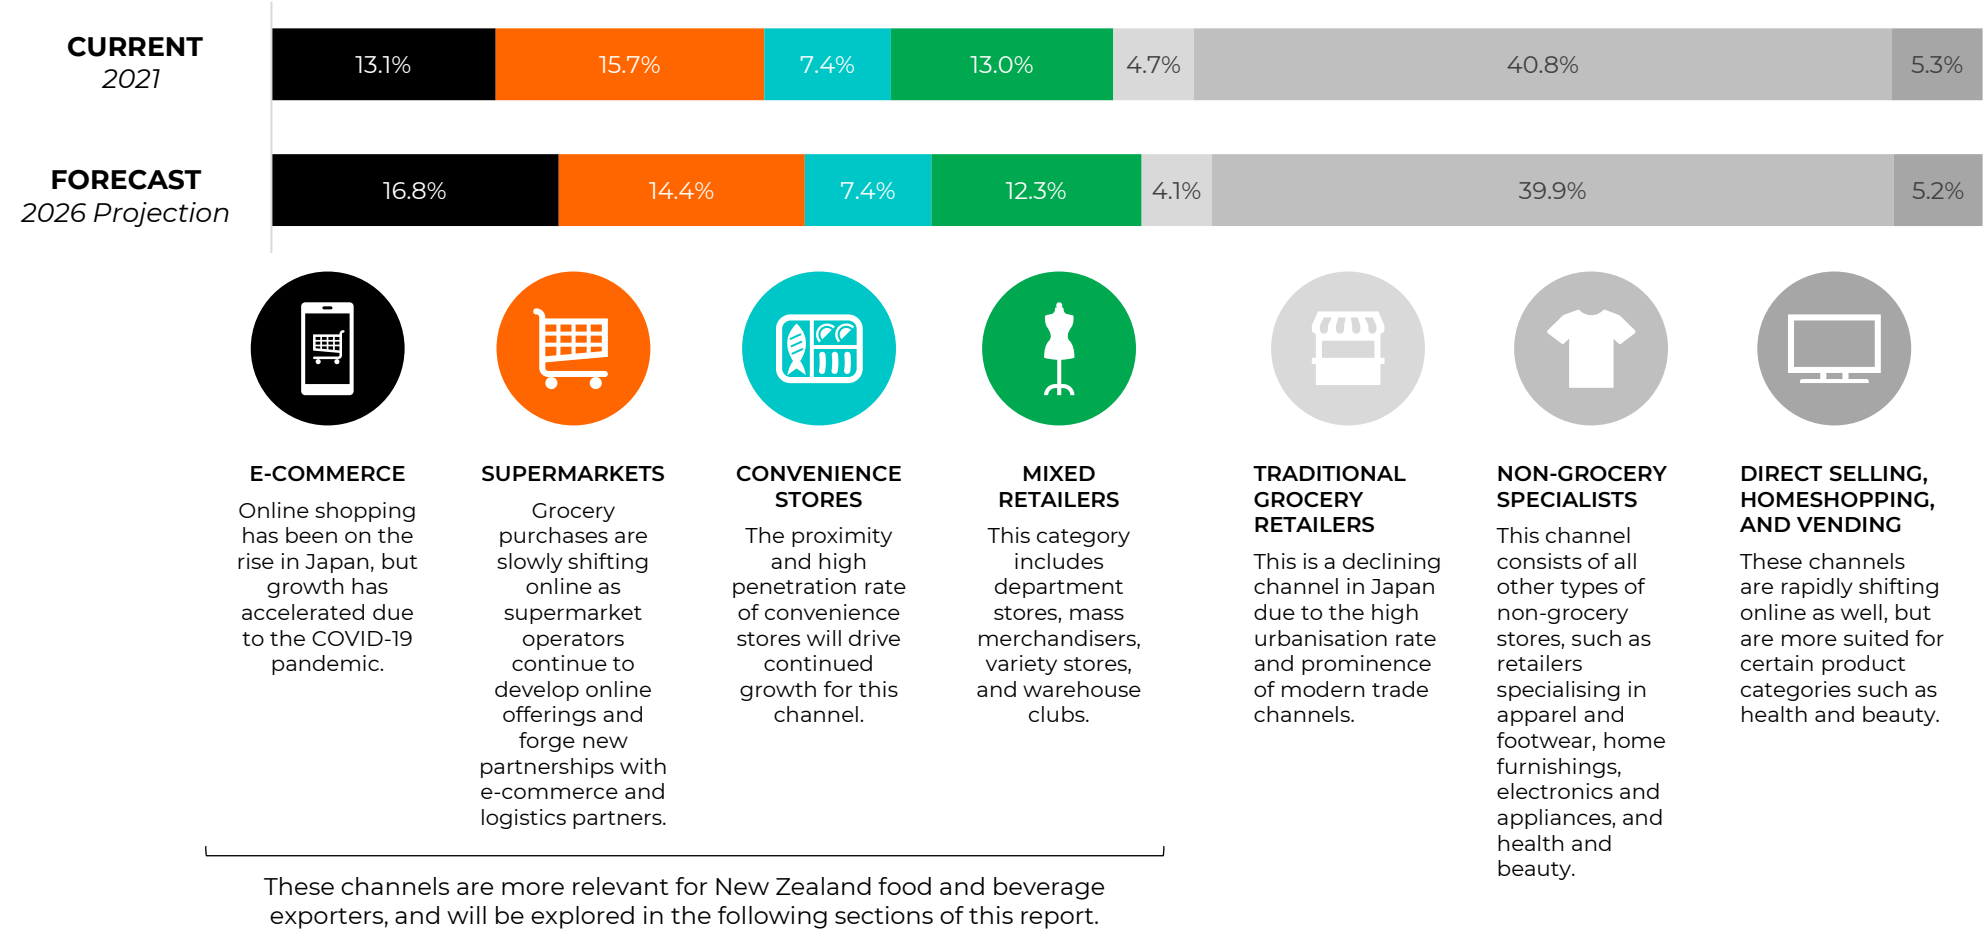 CURRENT
2021
13.1%
15.7%
7.4%
13.0%
4.7%
40.8%
5.3%
FORECAST
2026 Projection
16.8%
14.4%
7.4%
12.3%
4.1%
39.9%
5.2%
E-COMMERCE
Online shopping
has been on the
rise in Japan, but
growth has
accelerated due
to the COVID-19
pandemic.
SUPERMARKETS
Grocery
purchases are
slowly shifting
online as
supermarket
operators
continue to
develop online
offerings and
forge new
partnerships with
e-commerce and
logistics partners.
CONVENIENCE
STORES
The proximity
and high
penetration rate
of convenience
stores will drive
continued
growth for this
channel.
MIXED
RETAILERS
This category
includes
department
stores, mass
merchandisers,
variety stores,
and warehouse
clubs.
TRADITIONAL
GROCERY
RETAILERS
This is a declining
channel in Japan
due to the high
urbanisation rate
and prominence
of modern trade
channels.
NON-GROCERY
SPECIALISTS
This channel
consists of all
other types of
non-grocery
stores, such as
retailers
specialising in
apparel and
footwear, home
furnishings,
electronics and
appliances, and
health and
beauty.
DIRECT SELLING,
HOMESHOPPING,
AND VENDING
These channels
are rapidly shifting
online as well, but
are more suited for
certain product
categories such as
health and beauty.
These channels are more relevant for New Zealand food and beverage
exporters, and will be explored in the following sections of this report.